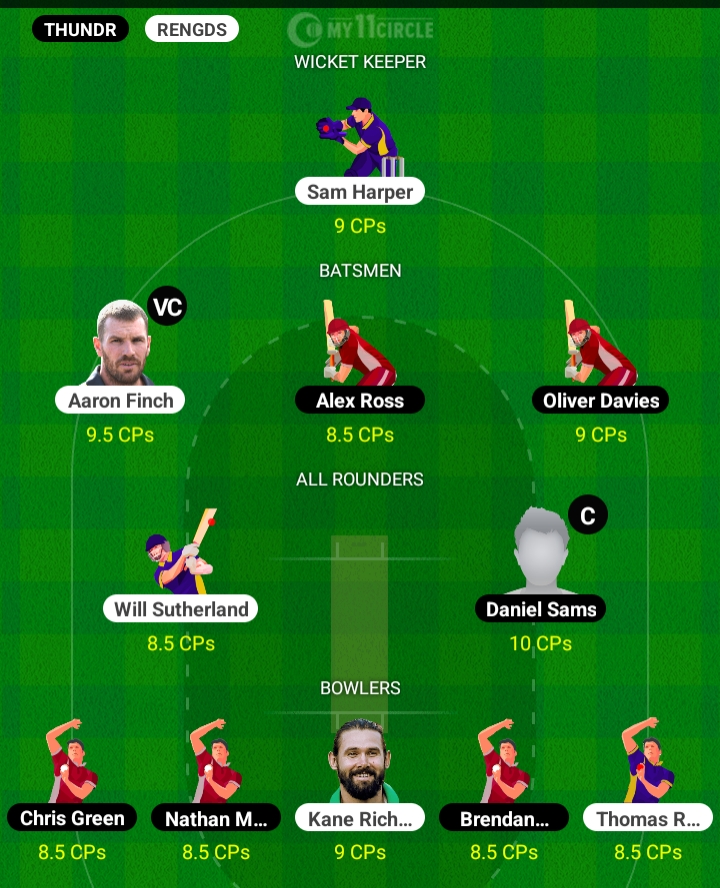 THUNDR RENGDS MY11CIRCLE
WICKET KEEPER
Sam Harper
9 CPs
BATSMEN
VC
Aaron Finch Alex Ross Oliver Davies
9.5 CPs 8.5 CPs 9 CPs
ALL ROUNDERS
C
Will Sutherland Daniel Sams
8.5 CPs 10 CPs
BOWLERS
Chris Green Nathan M... Kane Rich... Brendan... Thomas R...
8.5 CPs 8.5 CPs 9 CPs 8.5 CPs 8.5 CPs